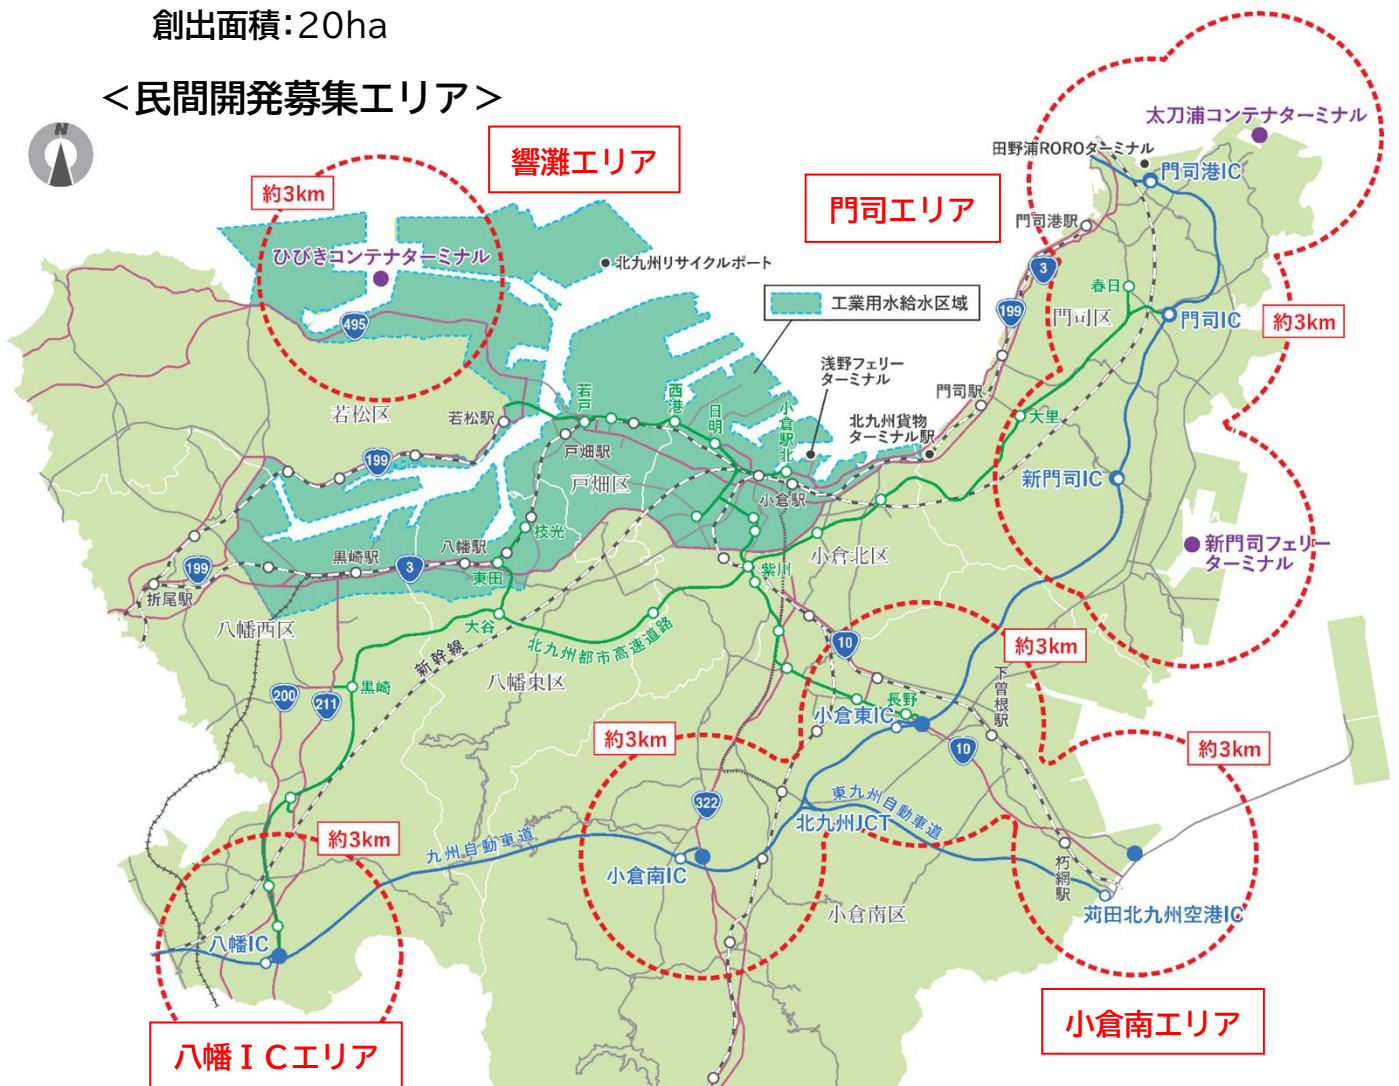 創出面積：20ha
＜民間開発募集エリア＞
N
響灘エリア
門司エリア
太刀浦コンテナターミナル
田野浦ROROターミナル
門司港IC
約3km
門司港駅
ひびきコンテナターミナル
北九州リサイクルポート
3
春日
工業用水給水区域
199
門司区
門司IC
約3km
495
浅野フェリー
ターミナル
若松区
若松駅
若戸
西港
日明
小倉駅北
門司駅
大里
北九州貨物
ターミナル駅
戸畑駅
199
戸畑区
小倉駅
新門司IC
枝光
新門司フェリー
ターミナル
黒崎駅
八幡駅
3
東田
小倉北区
紫川
199
折尾駅
八幡西区
大谷
北九州都市高速道路
新幹線
10
約3km
下曽根駅
八幡東区
黒崎
200
211
長野
小倉東IC
約3km
10
約3km
322
東九州自動車道
北九州JCT
約3km
九州自動車道
小倉南IC
朽網駅
苅田北九州空港IC
小倉南区
八幡IC
小倉南エリア
八幡ＩＣエリア